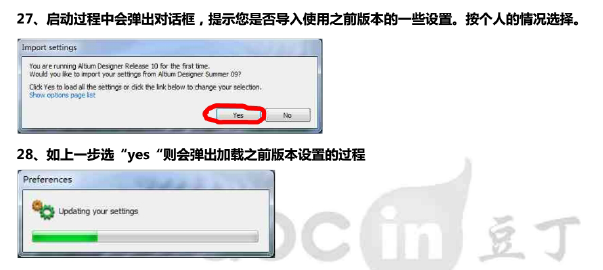 27、启动过程中会弹出对话框，提示您是否导入使用之前版本的一些设置。按个人的情况选择。
Import settings
You are running Altium Designer Release 10 for the first time.
Would you like to import your settings from Altium Designer Summer 09?
Click Yes to load all the settings or click the link below to change your selection.
Show options page list
Yes No
28、如上一步选“yes“则会弹出加载之前版本设置的过程
Preferences
Updating your settings
docin 豆丁